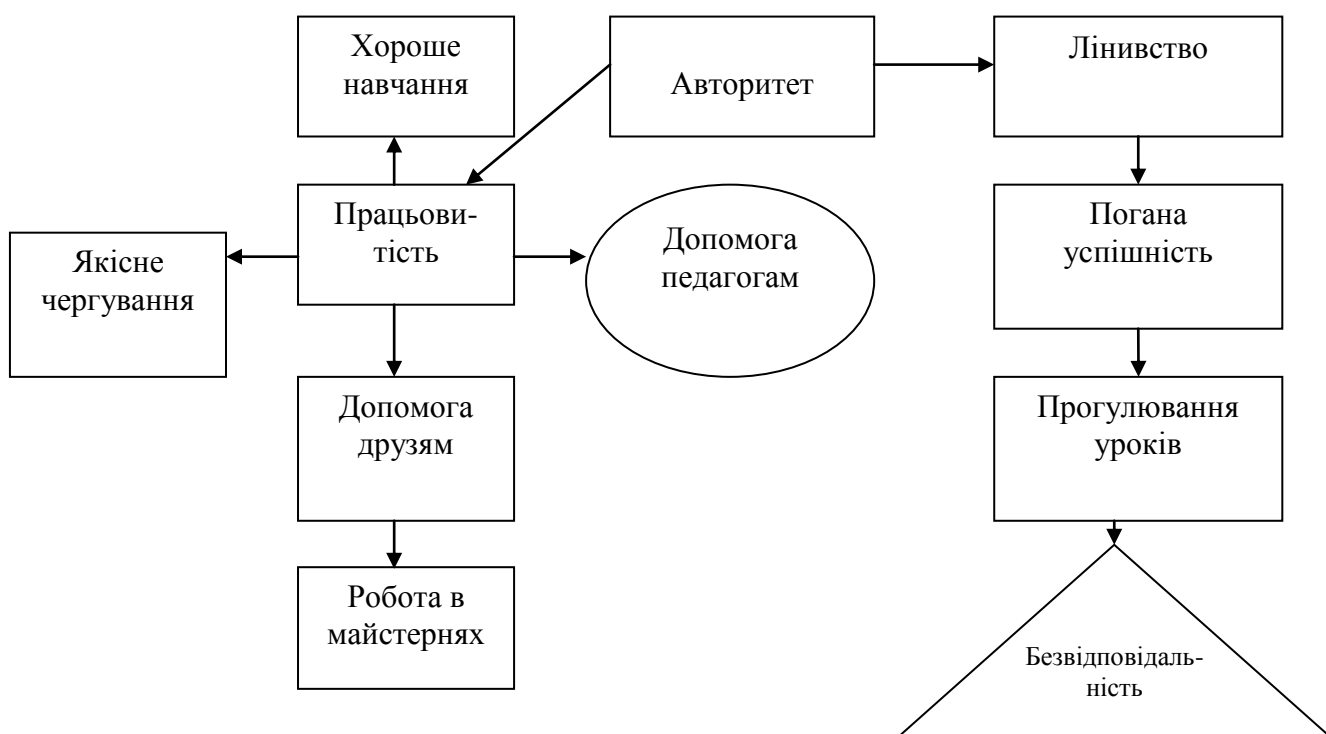 Хороше
навчання
Авторитет
Лінивство
Працьови-
тість
Якісне
чергування
Допомога
педагогам
Погана
успішність
Допомога
друзям
Прогулювання
уроків
Робота в
майстернях
Безвідповідаль-
ність